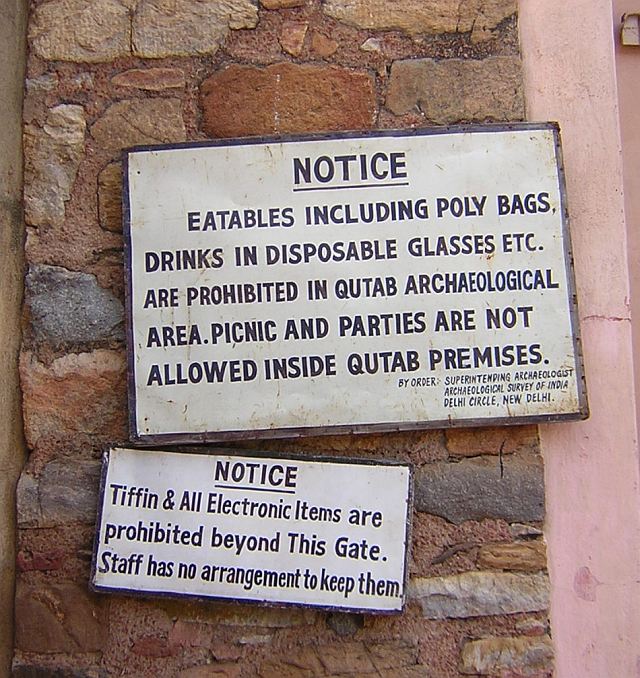 NOTICE
EATABLES INCLUDING POLY BAGS,
DRINKS IN DISPOSABLE GLASSES ETC.
ARE PROHIBITED IN QUTAB ARCHAEOLOGICAL
AREA. PICNIC AND PARTIES ARE NOT
ALLOWED INSIDE QUTAB PREMISES.
BY ORDER:- SUPERINTENDING ARCHAEOLOGIST
ARCHAEOLOGICAL SURVEY OF INDIA
DELHI CIRCLE, NEW DELHI.
NOTICE
Tiffin & All Electronic Items are
prohibited beyond This Gate.
Staff has no arrangement to keep them.